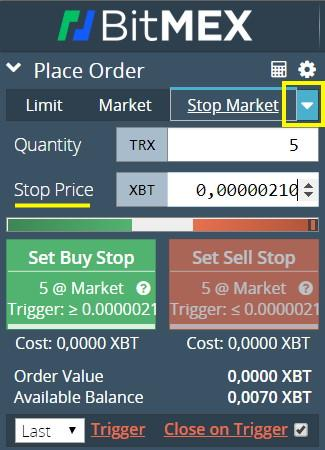 BitMEX
Place Order
Limit Market Stop Market
Quantity TRX 5
Stop Price XBT 0,00000210
Set Buy Stop Set Sell Stop
5 @ Market ? 5 @ Market ?
Trigger: ≥ 0.0000021 Trigger: ≤ 0.0000021
Cost: 0,0000 XBT Cost: 0,0000 XBT
Order Value 0,0000 XBT
Available Balance 0,0070 XBT
Last Trigger Close on Trigger